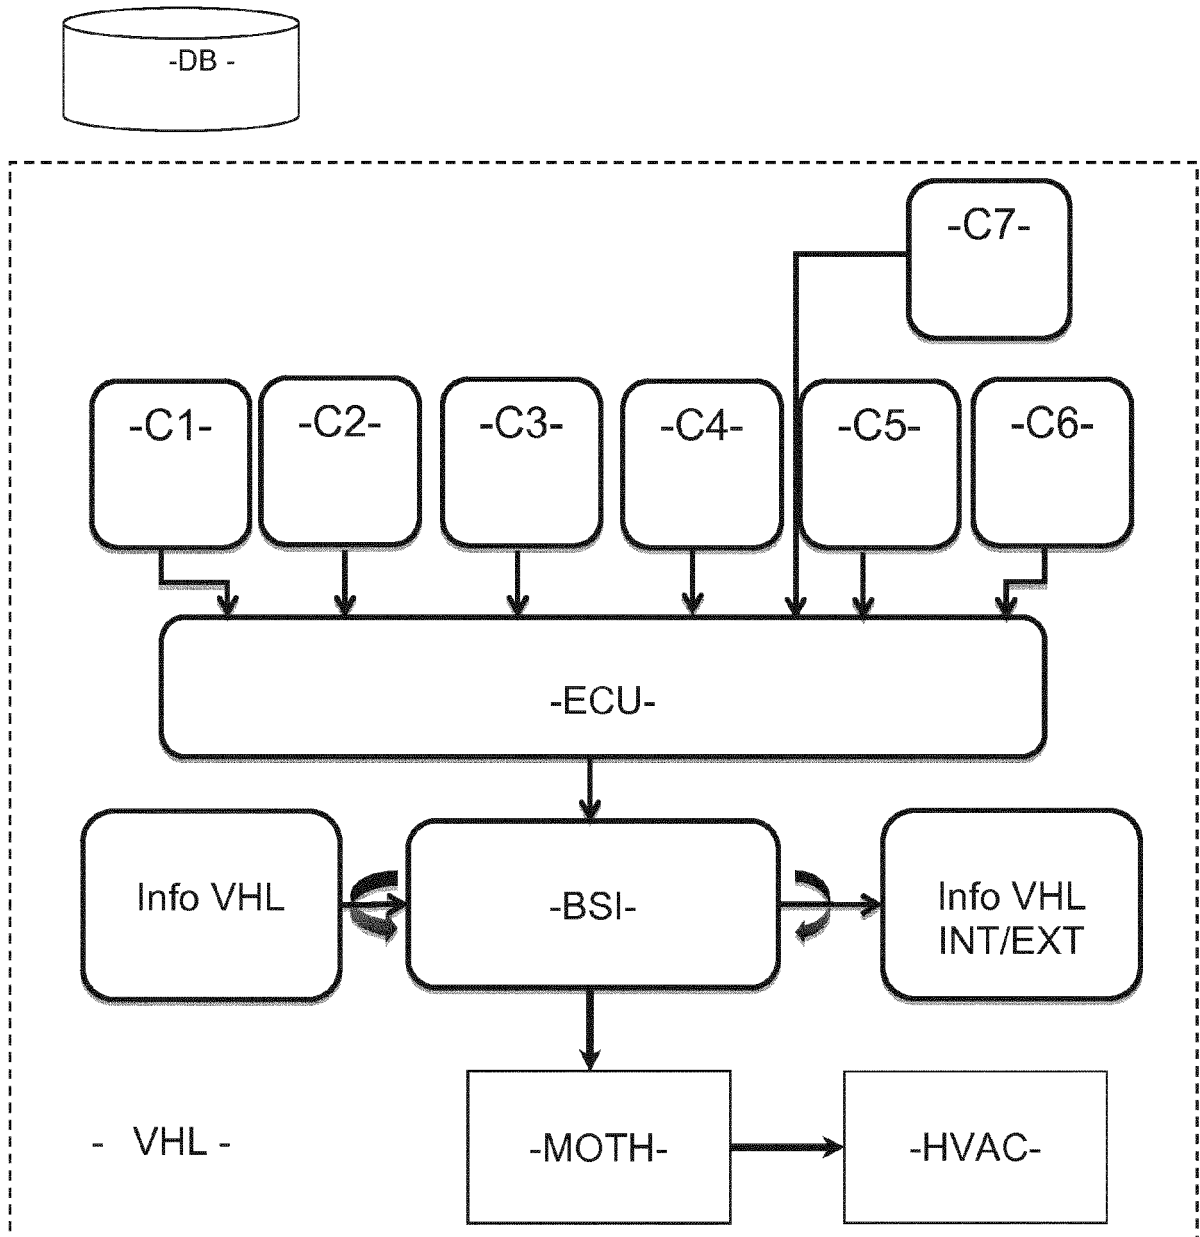 -DB -
-C7-
-C1-
-C2-
-C3-
-C4-
-C5-
-C6-
-ECU-
Info VHL
-BSI-
Info VHL
INT/EXT
- VHL -
-MOTH-
-HVAC-